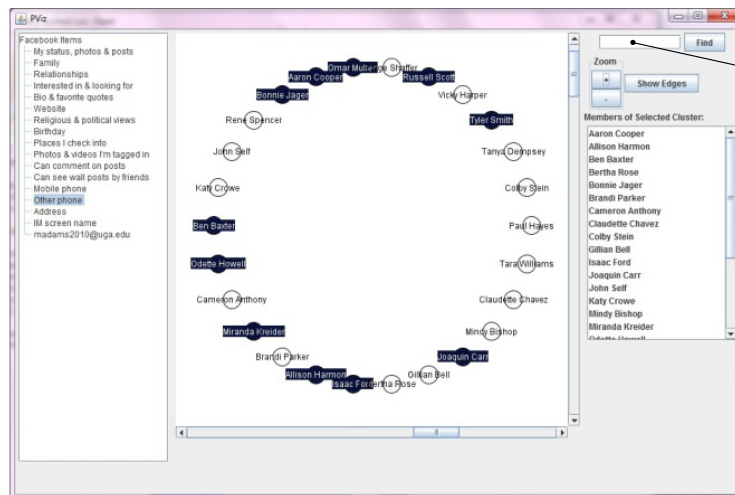 PViz
Find
Zoom
+
Show Edges
-
Members of Selected Cluster:
Facebook Items
My status, photos & posts
Family
Relationships
Interested in & looking for
Bio & favorite quotes
Website
Religious & political views
Birthday
Places I check into
Photos & videos I'm tagged in
Can comment on posts
Can see wall posts by friends
Mobile phone
Other phone
Address
IM screen name
madams2010@uga.edu
Omar
Shaffer
Aaron Cooper
Russell Scott
Bonnie Jager
Vicky Harper
Rene Spencer
Tyler Smith
John Self
Tanya Dempsey
Katy Crowe
Colby Stein
Ben Baxter
Paul Hayes
Odette Howell
Tara Williams
Cameron Anthony
Claudette Chavez
Miranda Kreider
Mindy Bishop
Brandi Parker
Joaquin Carr
Allison Harmon
Gillian Bell
Isaac Ford
Rose
Aaron Cooper
Allison Harmon
Ben Baxter
Bertha Rose
Bonnie Jager
Brandi Parker
Cameron Anthony
Claudette Chavez
Colby Stein
Gillian Bell
Isaac Ford
Joaquin Carr
John Self
Katy Crowe
Mindy Bishop
Miranda Kreider
Odette Howell